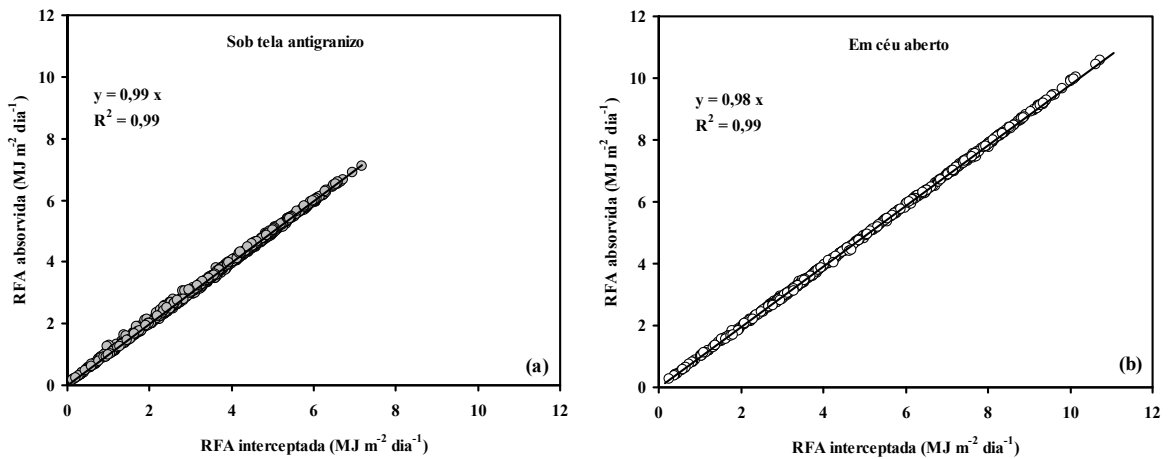 Sob tela antigranizo
y = 0,99 x
R² = 0,99
RFA absorvida (MJ m⁻² dia⁻¹)
12
10
8
6
4
2
0
0 2 4 6 8 10 12
(a)
RFA interceptada (MJ m⁻² dia⁻¹)
Em céu aberto
y = 0,98 x
R² = 0,99
RFA absorvida (MJ m⁻² dia⁻¹)
12
10
8
6
4
2
0
0 2 4 6 8 10 12
(b)
RFA interceptada (MJ m⁻² dia⁻¹)